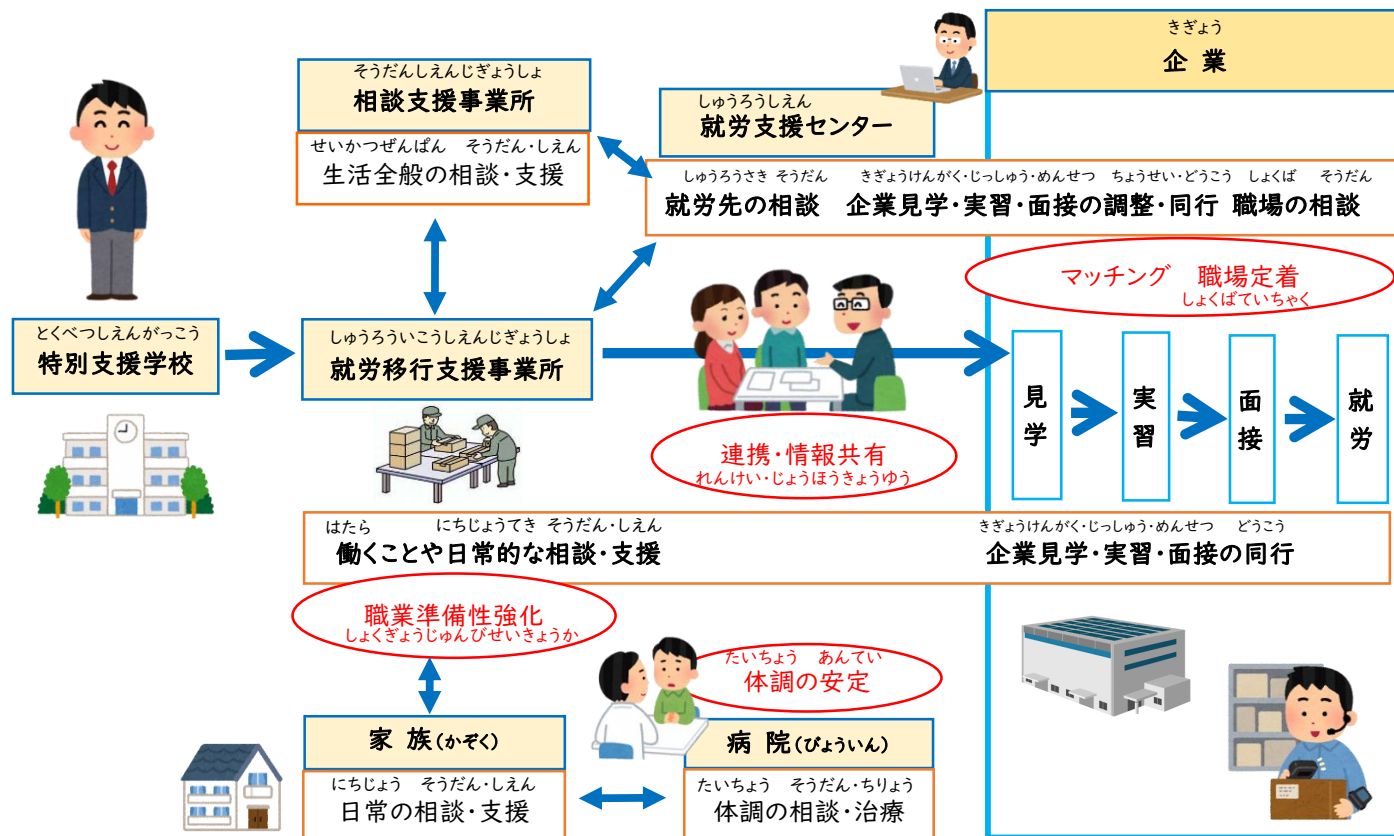 そうだんしえんじぎょうしょ
相談支援事業所
せいかつぜんぱん そうだん・しえん
生活全般の相談・支援
しゅうろうしえん
就労支援センター
きぎょう
企業
しゅうろうさき そうだん きぎょうけんがく・じっしゅう・めんせつ ちょうせい・どうこう しょくば そうだん
就労先の相談 企業見学・実習・面接の調整・同行 職場の相談
マッチング 職場定着
しょくばていちゃく
とくべつしえんがっこう
特別支援学校
しゅうろういこうしえんじぎょうしょ
就労移行支援事業所
連携・情報共有
れんけい・じょうほうきょうゆう
見学
実習
面接
就労
はたら にちじょうてき そうだん・しえん きぎょうけんがく・じっしゅう・めんせつ どうこう
働くことや日常的な相談・支援 企業見学・実習・面接の同行
職業準備性強化
しょくぎょうじゅんびせいきょうか
たいちょう あんてい
体調の安定
家族(かぞく)
にちじょう そうだん・しえん
日常の相談・支援
病院(びょういん)
たいちょう そうだん・ちりょう
体調の相談・治療